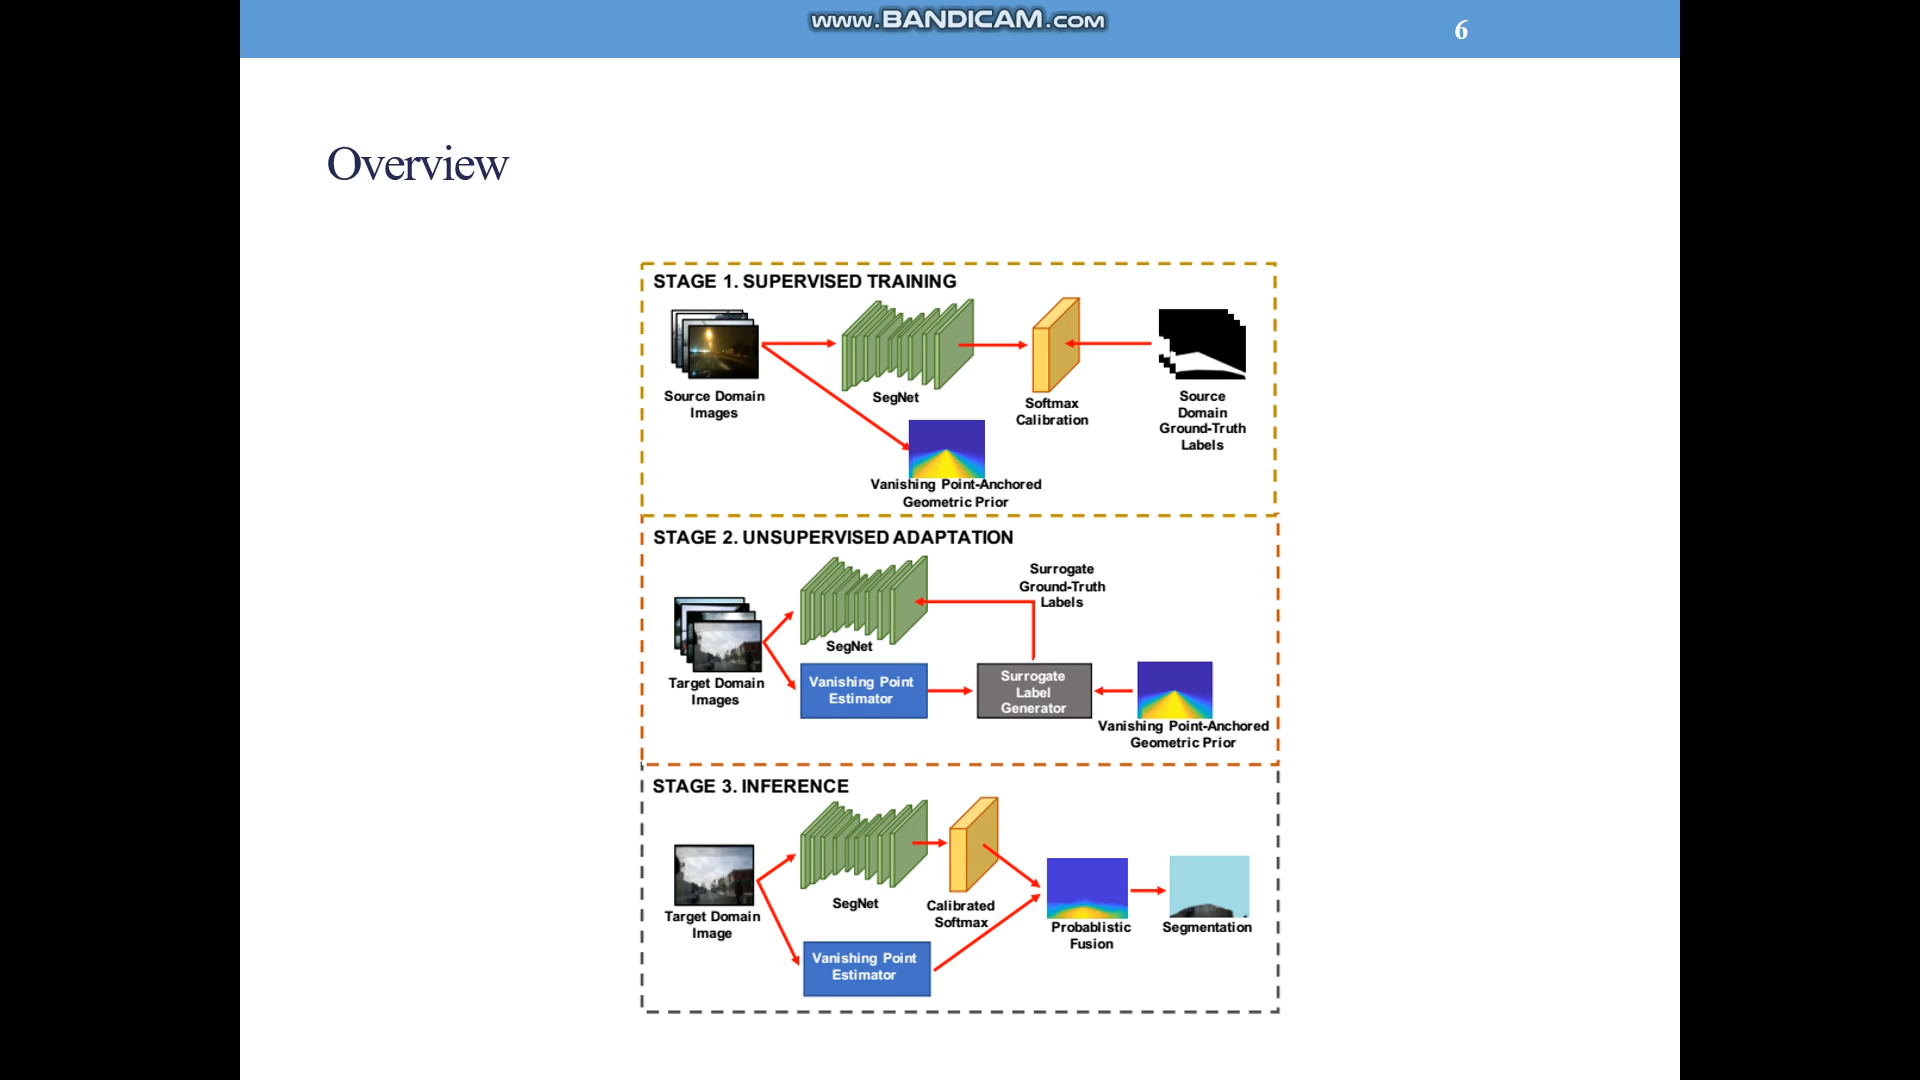 www.BANDICAM.com
6
Overview
STAGE 1. SUPERVISED TRAINING
Source Domain
Images
SegNet
Softmax
Calibration
Source
Domain
Ground-Truth
Labels
Vanishing Point-Anchored
Geometric Prior
STAGE 2. UNSUPERVISED ADAPTATION
Surrogate
Ground-Truth
Labels
SegNet
Target Domain
Images
Vanishing Point
Estimator
Surrogate
Label
Generator
Vanishing Point-Anchored
Geometric Prior
STAGE 3. INFERENCE
SegNet
Calibrated
Softmax
Target Domain
Image
Probablistic
Fusion
Segmentation
Vanishing Point
Estimator